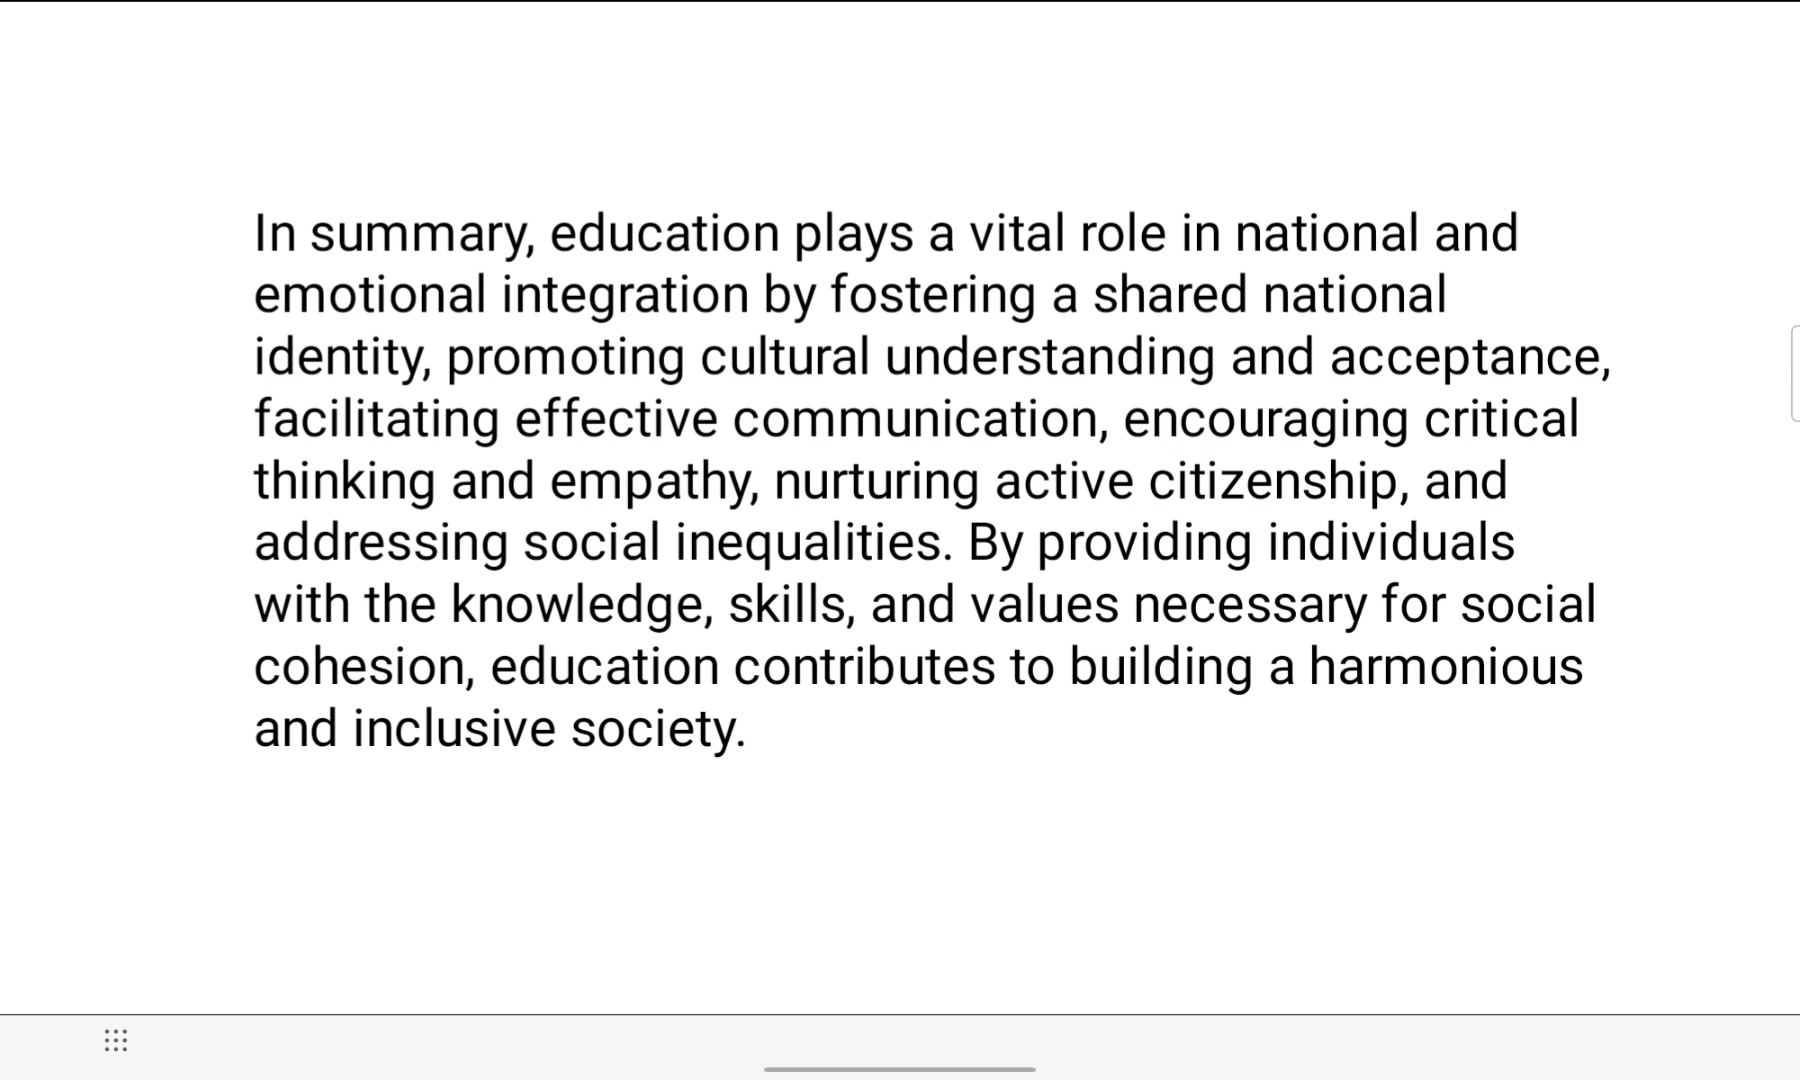 In summary, education plays a vital role in national and
emotional integration by fostering a shared national
identity, promoting cultural understanding and acceptance,
facilitating effective communication, encouraging critical
thinking and empathy, nurturing active citizenship, and
addressing social inequalities. By providing individuals
with the knowledge, skills, and values necessary for social
cohesion, education contributes to building a harmonious
and inclusive society.